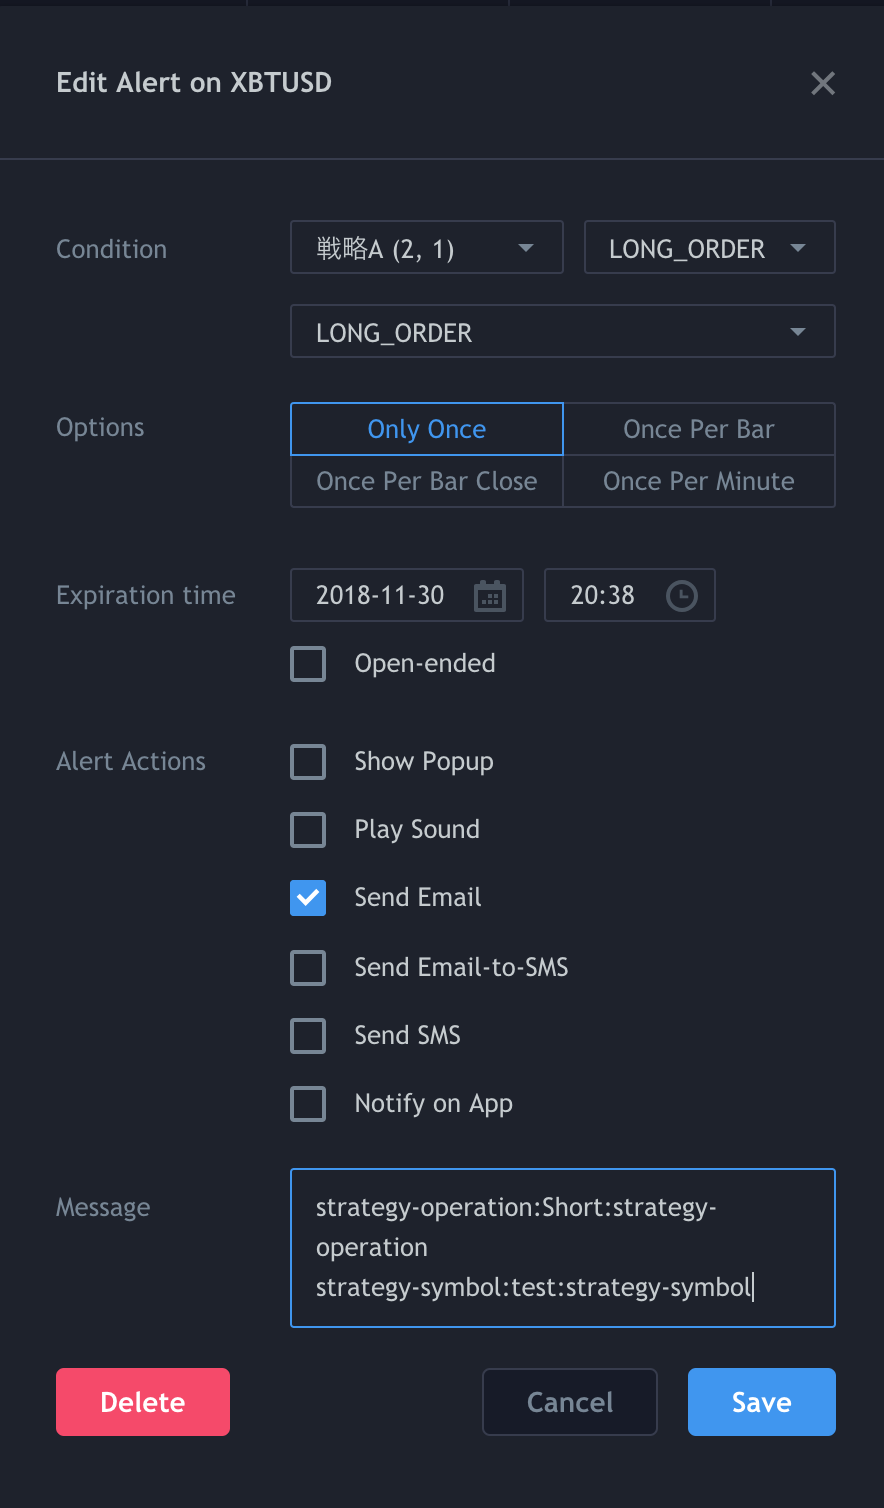 Edit Alert on XBTUSD
Condition
戦略A (2, 1)
LONG_ORDER
LONG_ORDER
Options
Only Once
Once Per Bar
Once Per Bar Close
Once Per Minute
Expiration time
2018-11-30
20:38
Open-ended
Alert Actions
Show Popup
Play Sound
Send Email
Send Email-to-SMS
Send SMS
Notify on App
Message
strategy-operation:Short:strategy-
operation
strategy-symbol:test:strategy-symbol
Delete
Cancel
Save